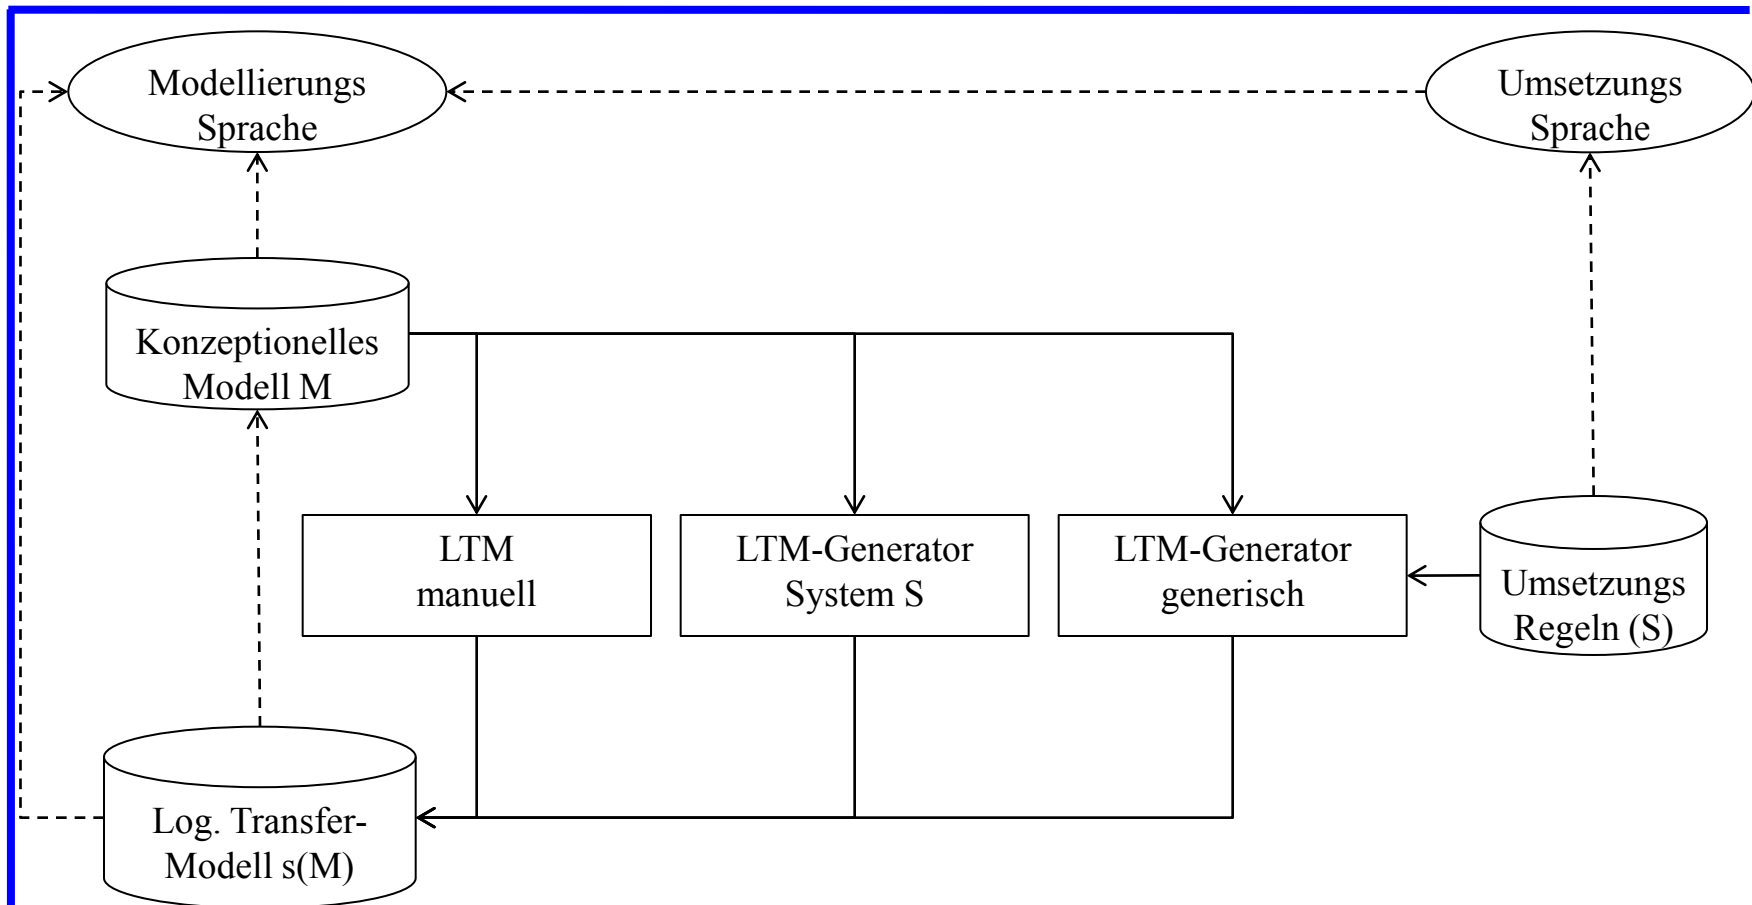 Modellierungs
Sprache
Umsetzungs
Sprache
Konzeptionelles
Modell M
LTM
manuell
LTM-Generator
System S
LTM-Generator
generisch
Umsetzungs
Regeln (S)
Log. Transfer-
Modell s(M)